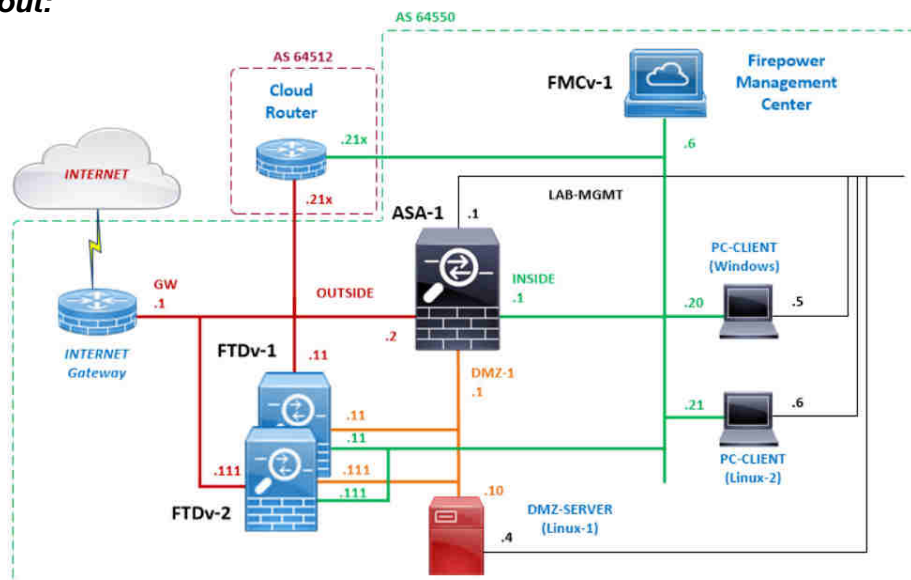 out:
AS 64550
AS 64512
Cloud
Router
FMCv-1
Firepower
Management
Center
.21x
.6
INTERNET
.21x
LAB-MGMT
ASA-1
.1
PC-CLIENT
(Windows)
GW
.1
OUTSIDE
INSIDE
.1
.20
.5
.2
INTERNET
Gateway
FTDv-1
.11
DMZ-1
.1
.11
.11
.21
.6
PC-CLIENT
(Linux-2)
.111
.111
.111
FTDv-2
.10
DMZ-SERVER
(Linux-1)
.4